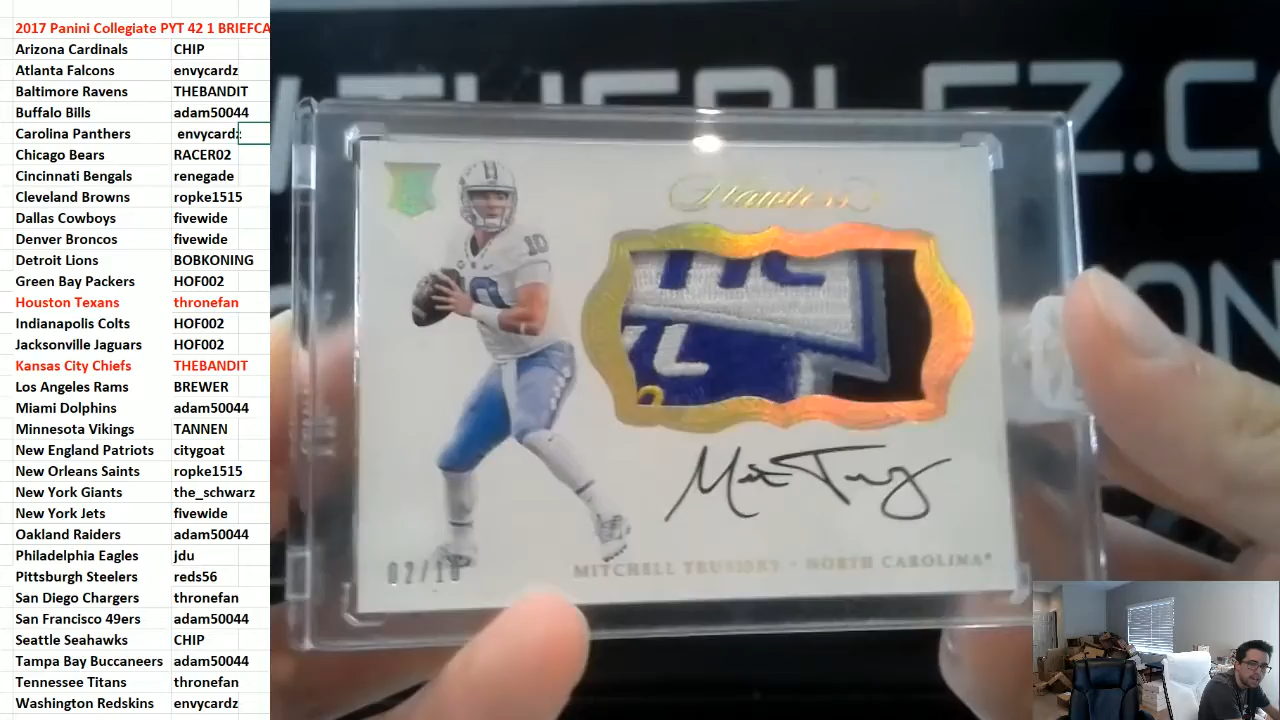 2017 Panini Collegiate PYT 42 1 BRIEFCA
Arizona Cardinals CHIP
Atlanta Falcons envycardz
Baltimore Ravens THEBANDIT
Buffalo Bills adam50044
Carolina Panthers envycardz
Chicago Bears RACER02
Cincinnati Bengals renegade
Cleveland Browns ropke1515
Dallas Cowboys fivewide
Denver Broncos fivewide
Detroit Lions BOBKONING
Green Bay Packers HOF002
Houston Texans thronefan
Indianapolis Colts HOF002
Jacksonville Jaguars HOF002
Kansas City Chiefs THEBANDIT
Los Angeles Rams BREWER
Miami Dolphins adam50044
Minnesota Vikings TANNEN
New England Patriots citygoat
New Orleans Saints ropke1515
New York Giants the_schwarz
New York Jets fivewide
Oakland Raiders adam50044
Philadelphia Eagles jdu
Pittsburgh Steelers reds56
San Diego Chargers thronefan
San Francisco 49ers adam50044
Seattle Seahawks CHIP
Tampa Bay Buccaneers adam50044
Tennessee Titans thronefan
Washington Redskins envycardz
Flawless
10
02/10
MITCHELL TRUBISKY · NORTH CAROLINA